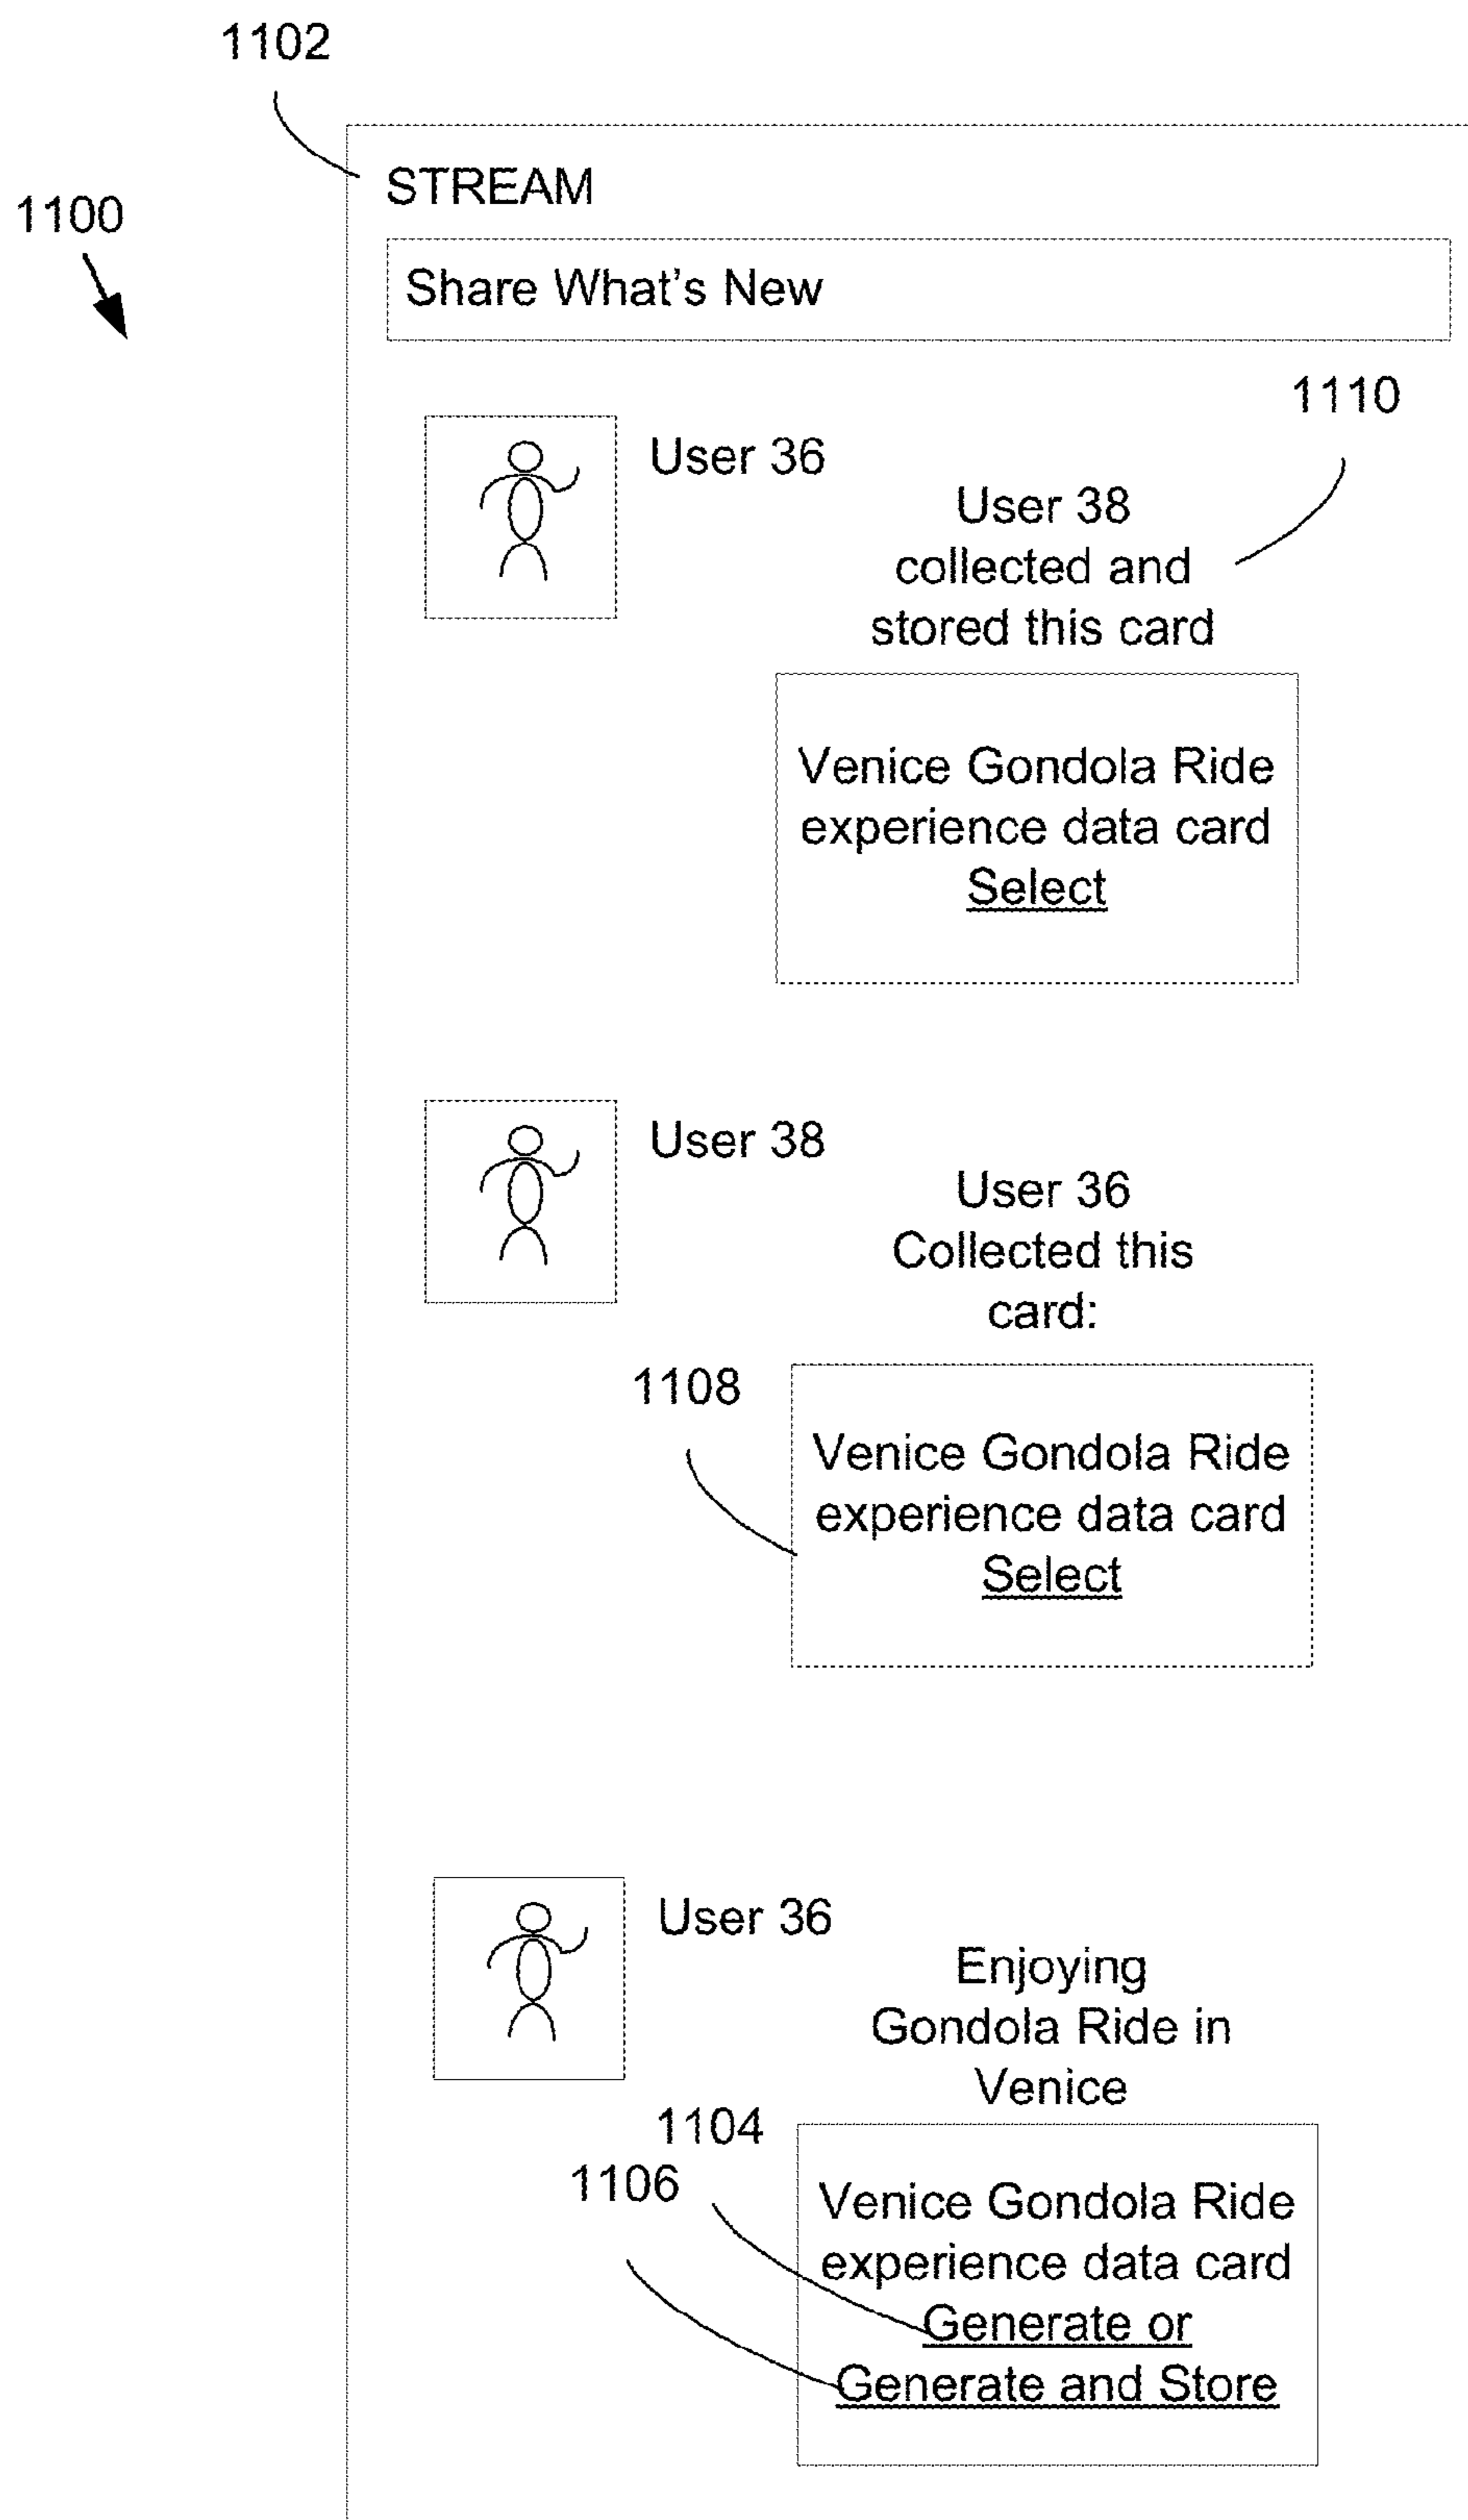 1102
1100
STREAM
Share What's New
1110
User 36
User 38
collected and
stored this card
Venice Gondola Ride
experience data card
Select
User 38
User 36
Collected this
card:
1108
Venice Gondola Ride
experience data card
Select
User 36
Enjoying
Gondola Ride in
Venice
1104
1106
Venice Gondola Ride
experience data card
Generate or
Generate and Store